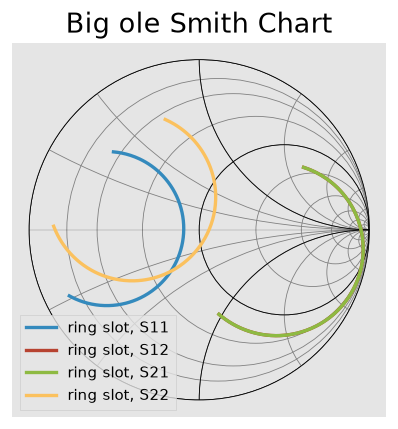 Big ole Smith Chart
ring slot, S11
ring slot, S12
ring slot, S21
ring slot, S22